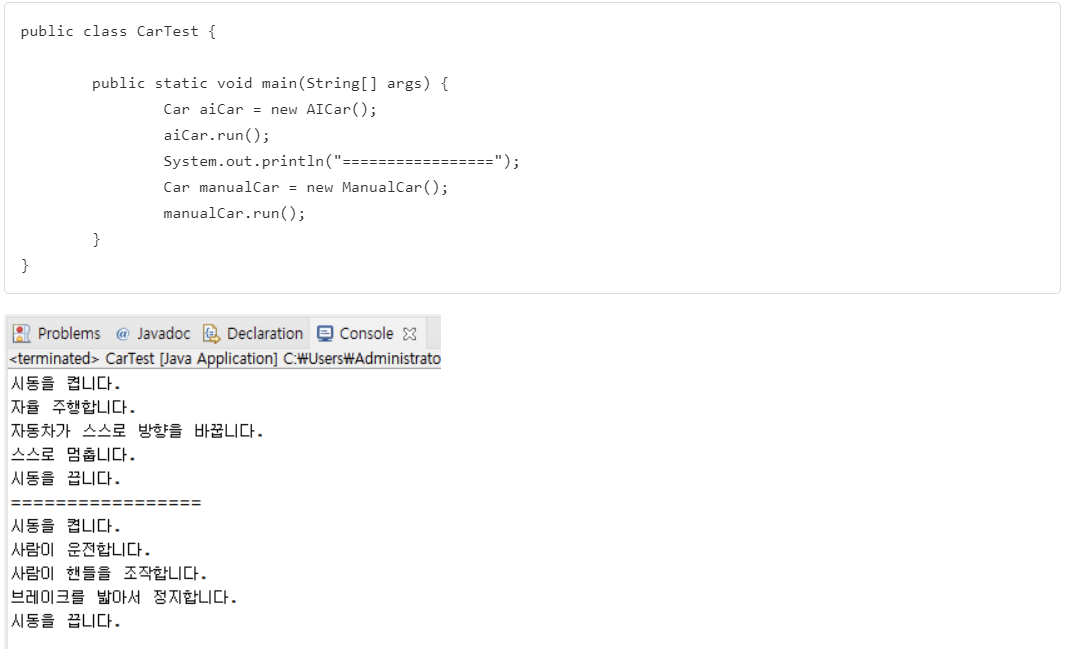 public class CarTest {
public static void main(String[] args) {
Car aiCar = new AICar();
aiCar.run();
System.out.println("=================");
Car manualCar = new ManualCar();
manualCar.run();
}
}
Problems @ Javadoc Declaration Console
<terminated> CarTest [Java Application] C:₩Users₩Administrato
시동을 켭니다.
자율 주행합니다.
자동차가 스스로 방향을 바꿉니다.
스스로 멈춥니다.
시동을 끕니다.
=================
시동을 켭니다.
사람이 운전합니다.
사람이 핸들을 조작합니다.
브레이크를 밟아서 정지합니다.
시동을 끕니다.